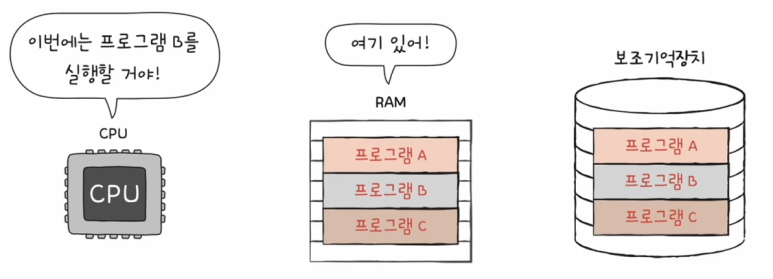 이번에는 프로그램 B를
실행할 거야!
CPU
CPU
여기 있어!
RAM
프로그램 A
프로그램 B
프로그램 C
보조기억장치
프로그램 A
프로그램 B
프로그램 C